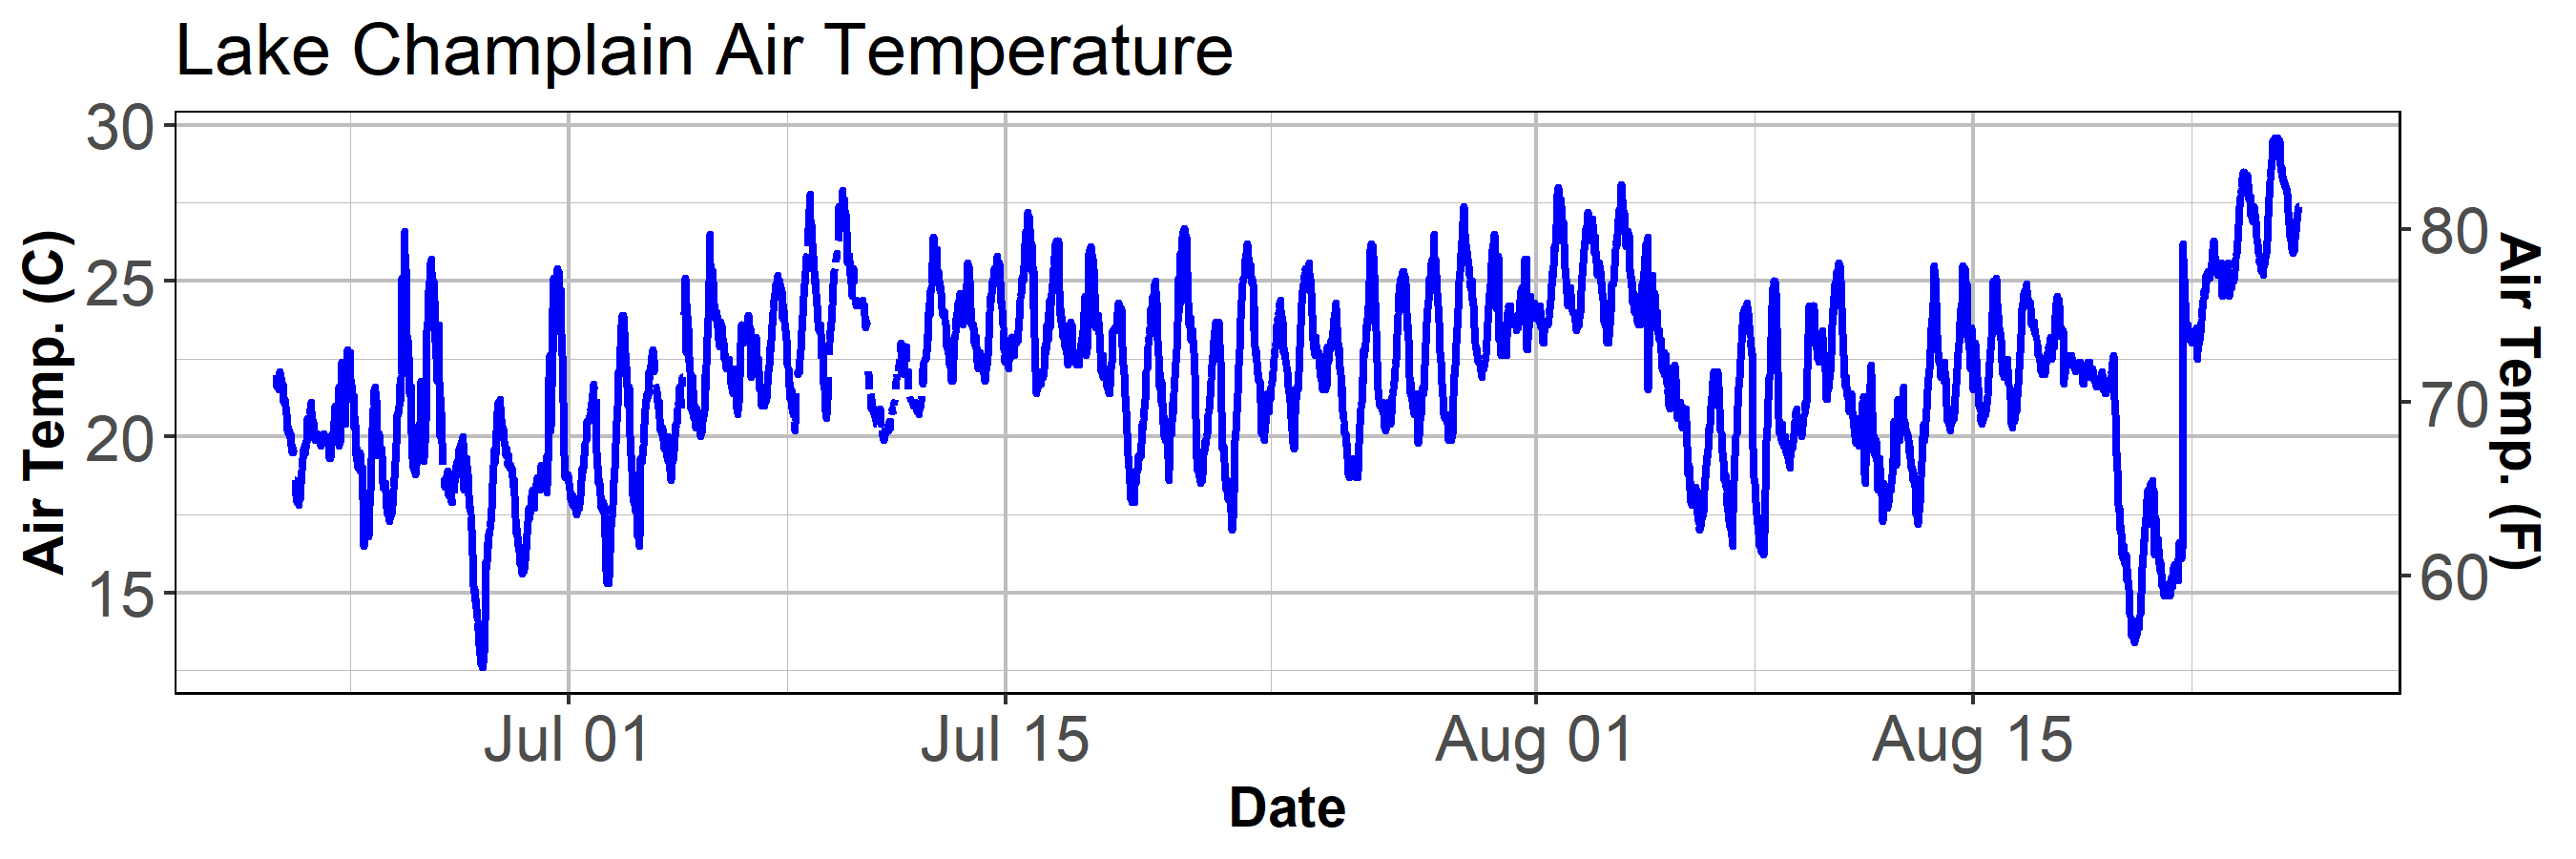 Lake Champlain Air Temperature
30
25
20
15
Air Temp. (C)
80
70
60
Air Temp. (F)
Jul 01
Jul 15
Aug 01
Aug 15
Date